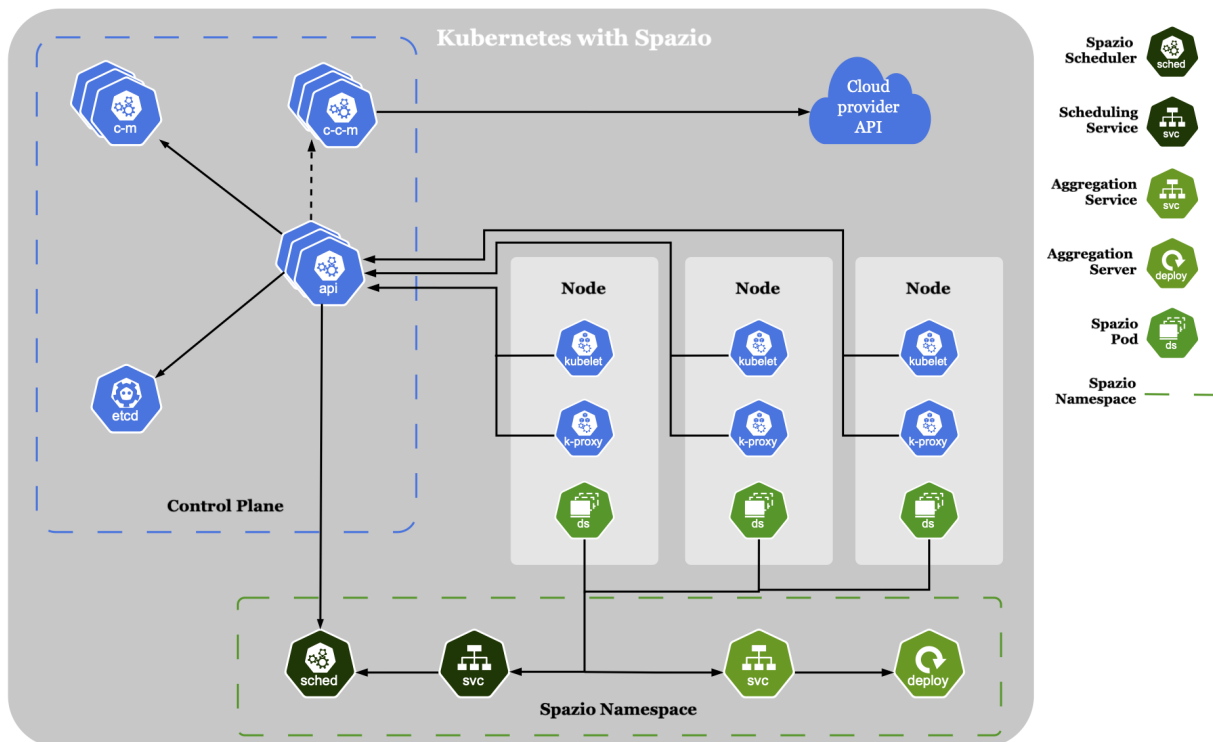 Kubernetes with Spazio
c-m
c-c-m
Cloud
provider
API
api
etcd
Control Plane
Node
kubelet
k-proxy
ds
Node
kubelet
k-proxy
ds
Node
kubelet
k-proxy
ds
sched
svc
svc
deploy
Spazio Namespace
Spazio
Scheduler
sched
Scheduling
Service
svc
Aggregation
Service
svc
Aggregation
Server
deploy
Spazio
Pod
ds
Spazio
Namespace